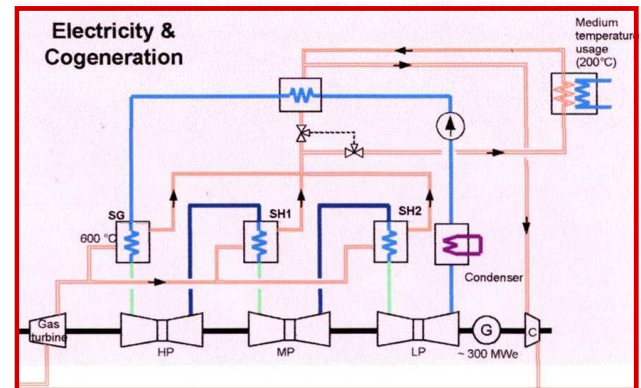 Electricity &
Cogeneration
Medium
temperature
usage
(200°C)
SG
SH1
SH2
600 °C
Condenser
Gas
turbine
HP
MP
LP
G
C
~ 300 MWe